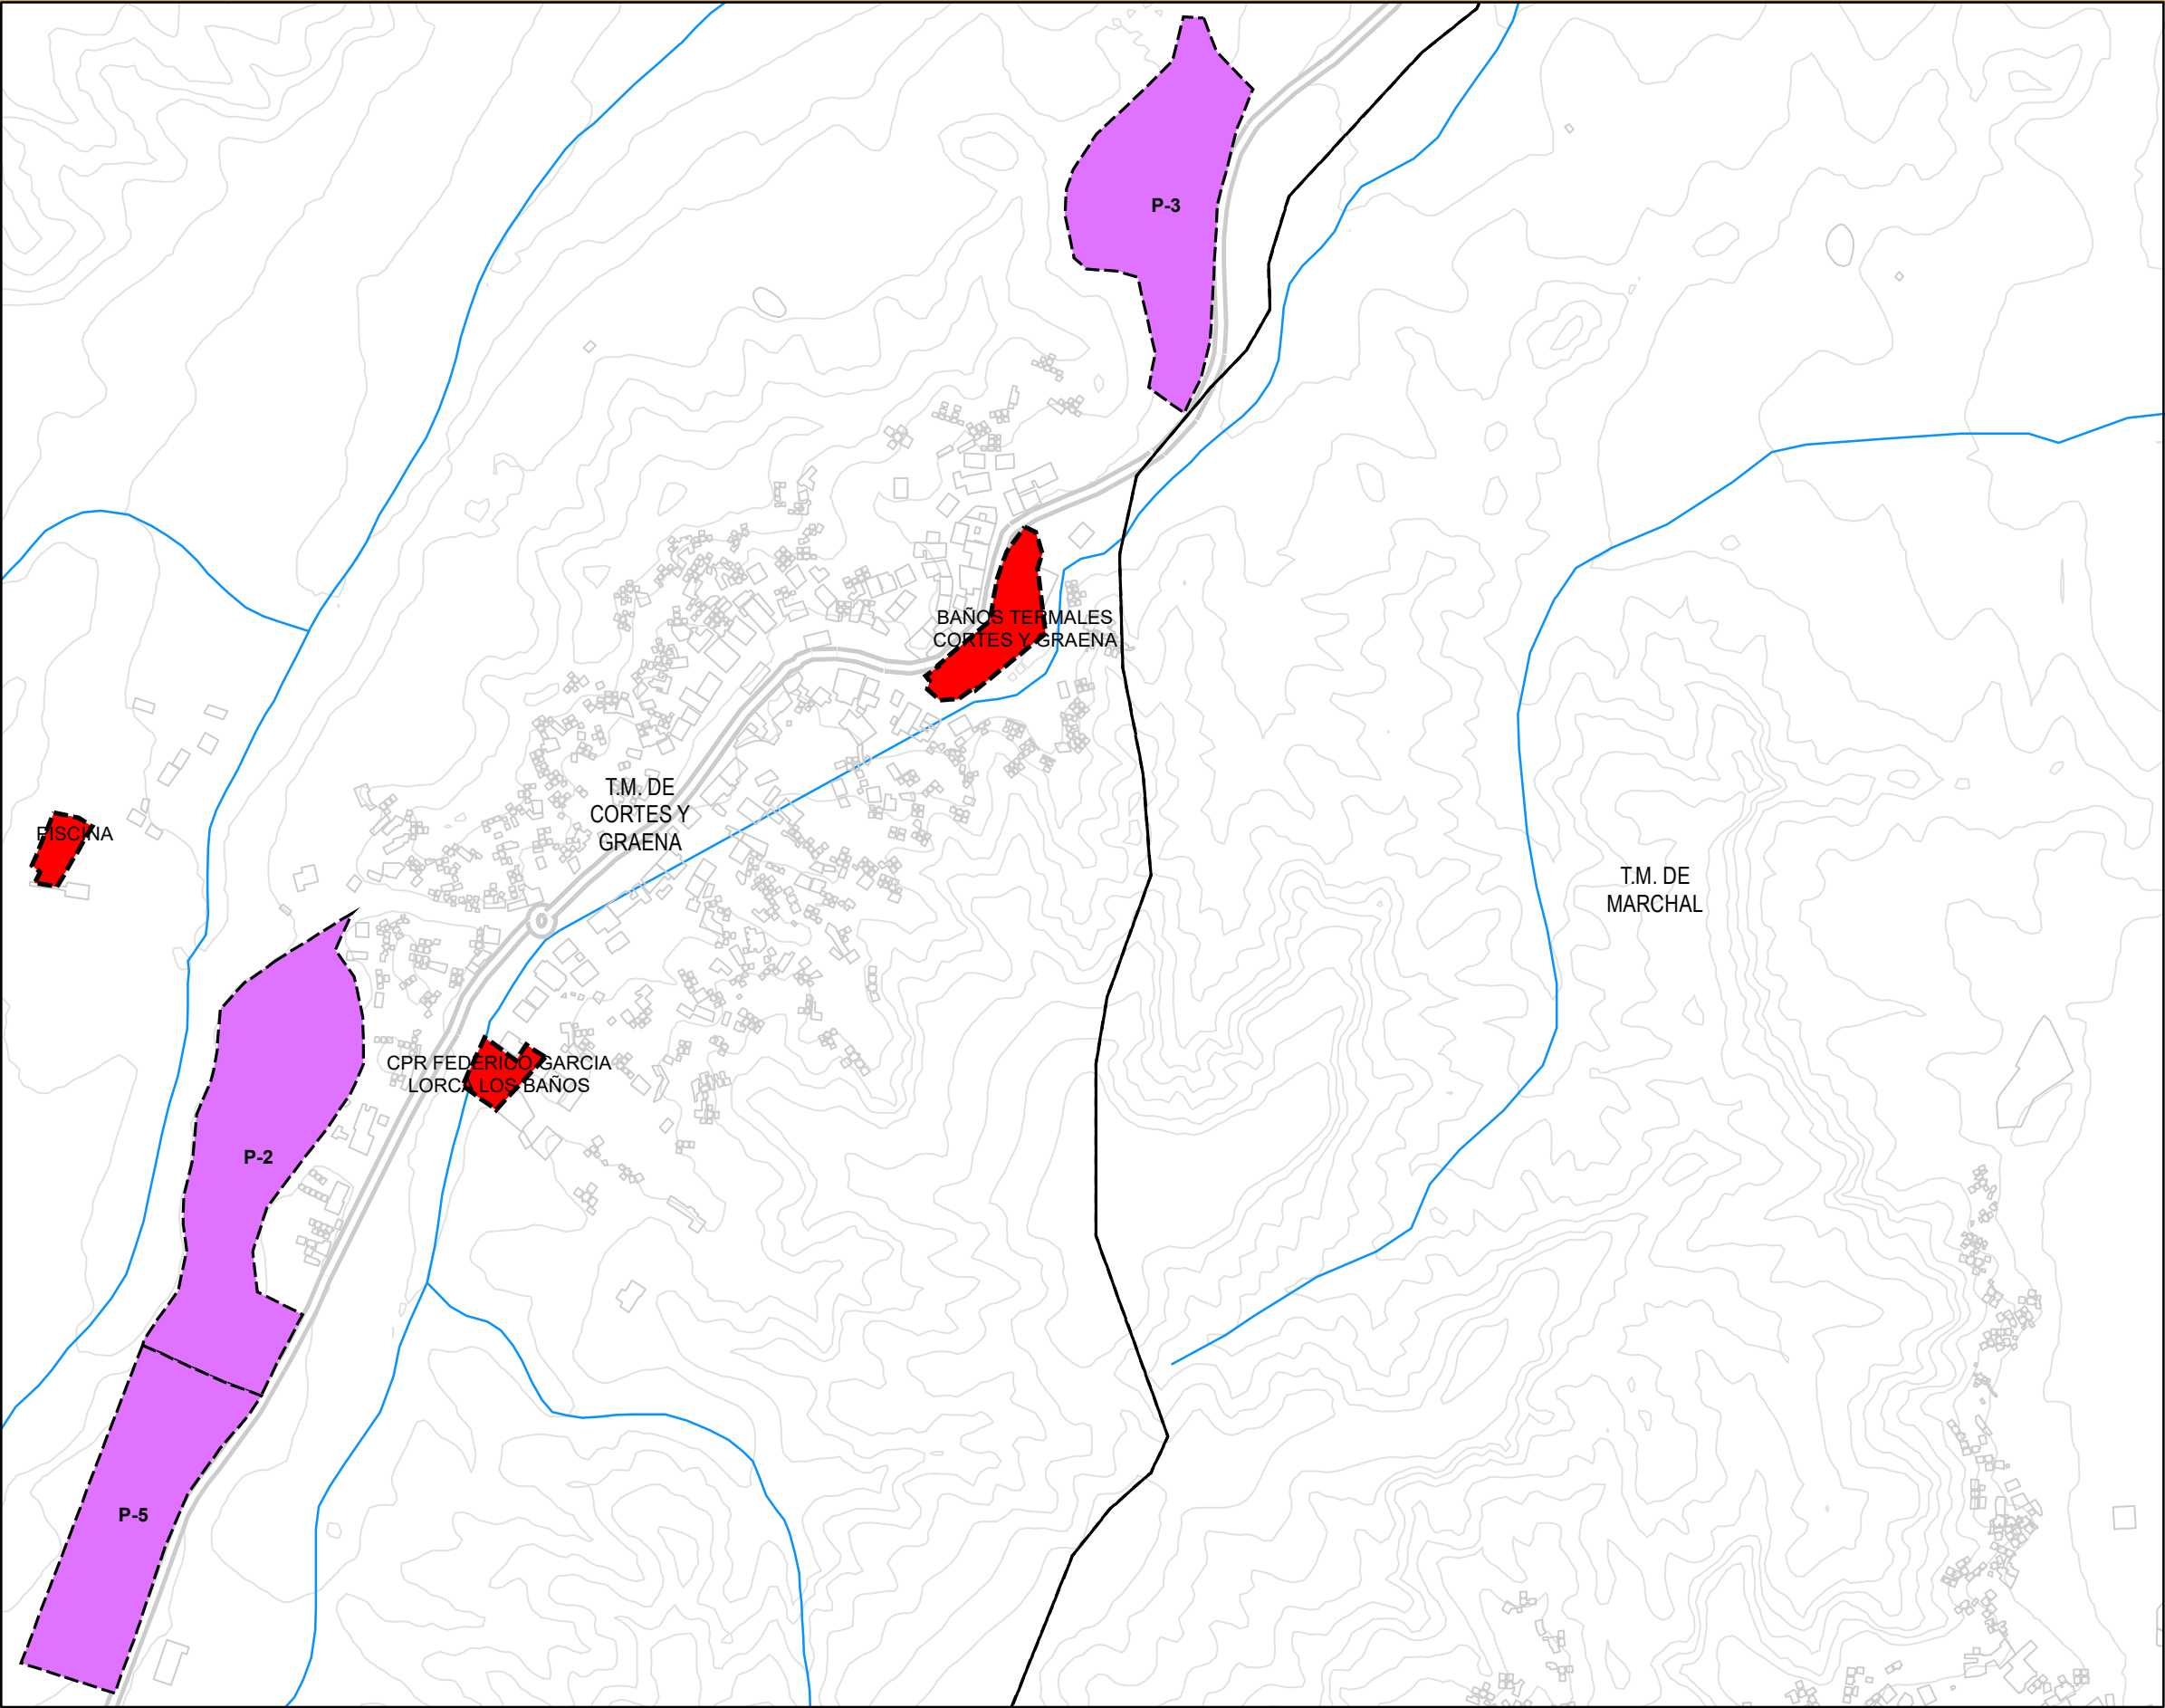 P-3
BAÑOS TERMALES
CORTES Y GRAENA
T.M. DE
CORTES Y
GRAENA
PISCINA
T.M. DE
MARCHAL
CPR FEDERICO GARCIA
LORCA LOS BAÑOS
P-2
P-5